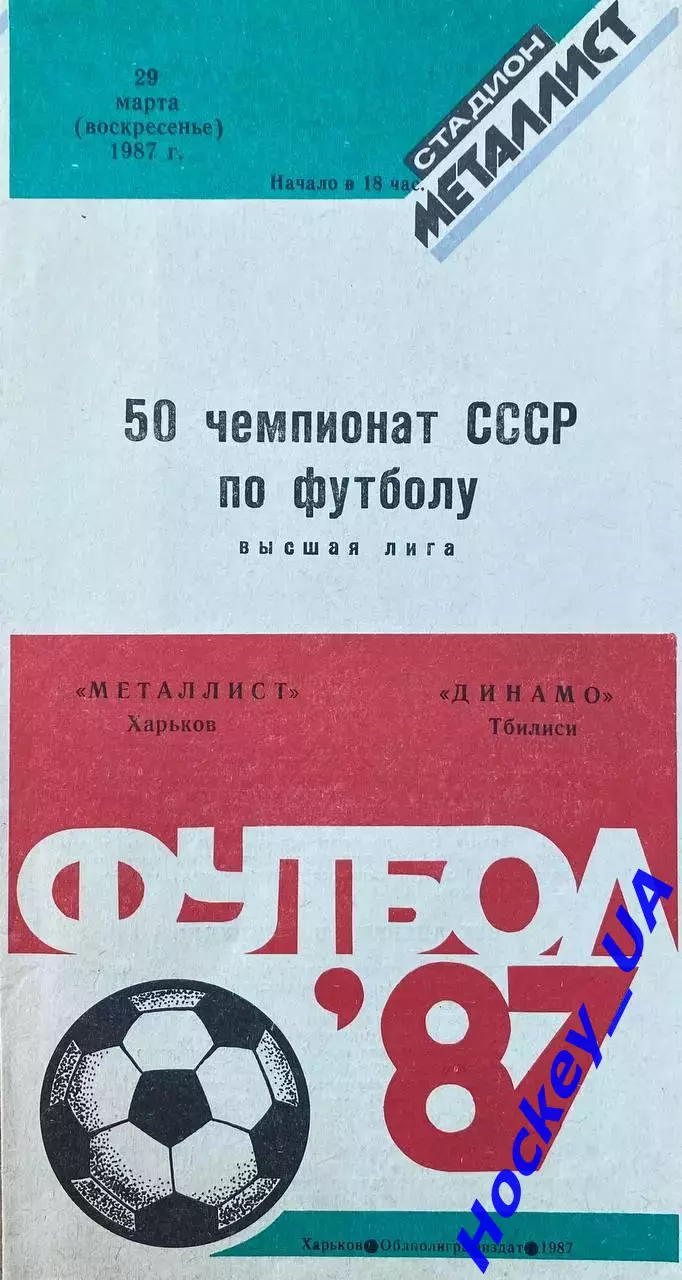 29
марта
(воскресенье)
1987 г.
Начало в 18 час.
СТАДИОН
МЕТАЛЛИСТ
50 чемпионат СССР
по футболу
высшая лига
«МЕТАЛЛИСТ»
Харьков
«ДИНАМО»
Тбилиси
ФУТБОЛ
'87
Харьков●Облполиграфиздат●1987
Hockey_UA